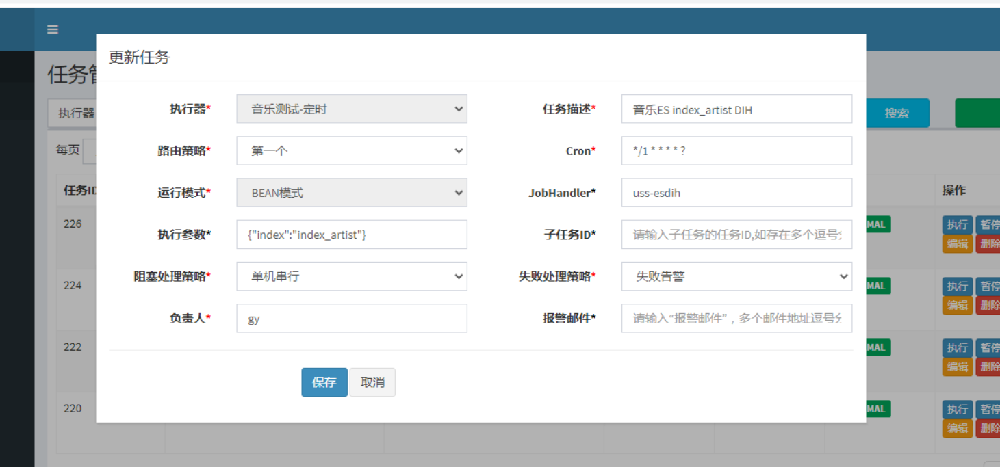 更新任务
任务管
执行器
搜索
每页
任务ID
操作
执行器* 音乐测试-定时 任务描述* 音乐ES index_artist DIH
路由策略* 第一个 Cron* */1 * * * * ?
运行模式* BEAN模式 JobHandler* uss-esdih
执行参数* {"index":"index_artist"} 子任务ID* 请输入子任务的任务ID,如存在多个逗号
阻塞处理策略* 单机串行 失败处理策略* 失败告警
负责人* gy 报警邮件* 请输入“报警邮件”，多个邮件地址逗号分
保存 取消
226 MAL 执行 暂停
编辑 删除
224 MAL 执行 暂停
编辑 删除
222 MAL 执行 暂停
编辑 删除
220 MAL 执行 暂停
编辑 删除